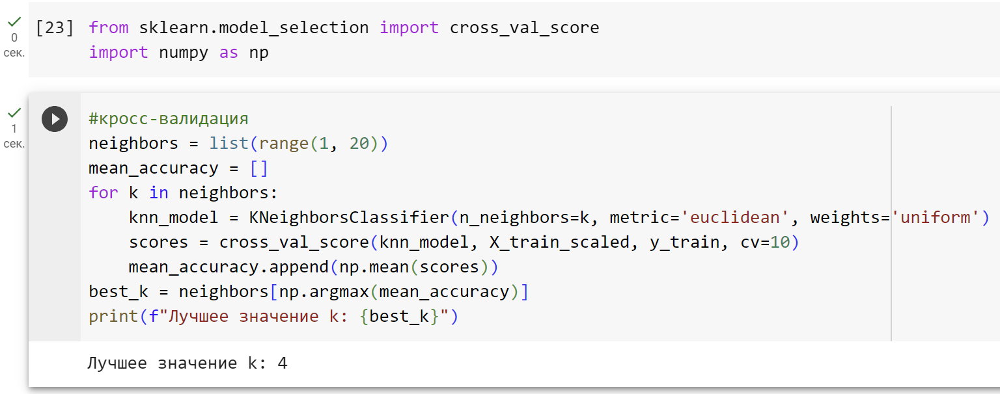 [23] from sklearn.model_selection import cross_val_score
0
сек.
import numpy as np
1
сек.
#кросс-валидация
neighbors = list(range(1, 20))
mean_accuracy = []
for k in neighbors:
    knn_model = KNeighborsClassifier(n_neighbors=k, metric='euclidean', weights='uniform')
    scores = cross_val_score(knn_model, X_train_scaled, y_train, cv=10)
    mean_accuracy.append(np.mean(scores))
best_k = neighbors[np.argmax(mean_accuracy)]
print(f"Лучшее значение k: {best_k}")
Лучшее значение k: 4